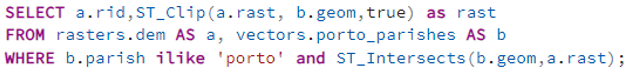 SELECT a.rid,ST_Clip(a.rast, b.geom,true) as rast
FROM rasters.dem AS a, vectors.porto_parishes AS b
WHERE b.parish ilike 'porto' and ST_Intersects(b.geom,a.rast);